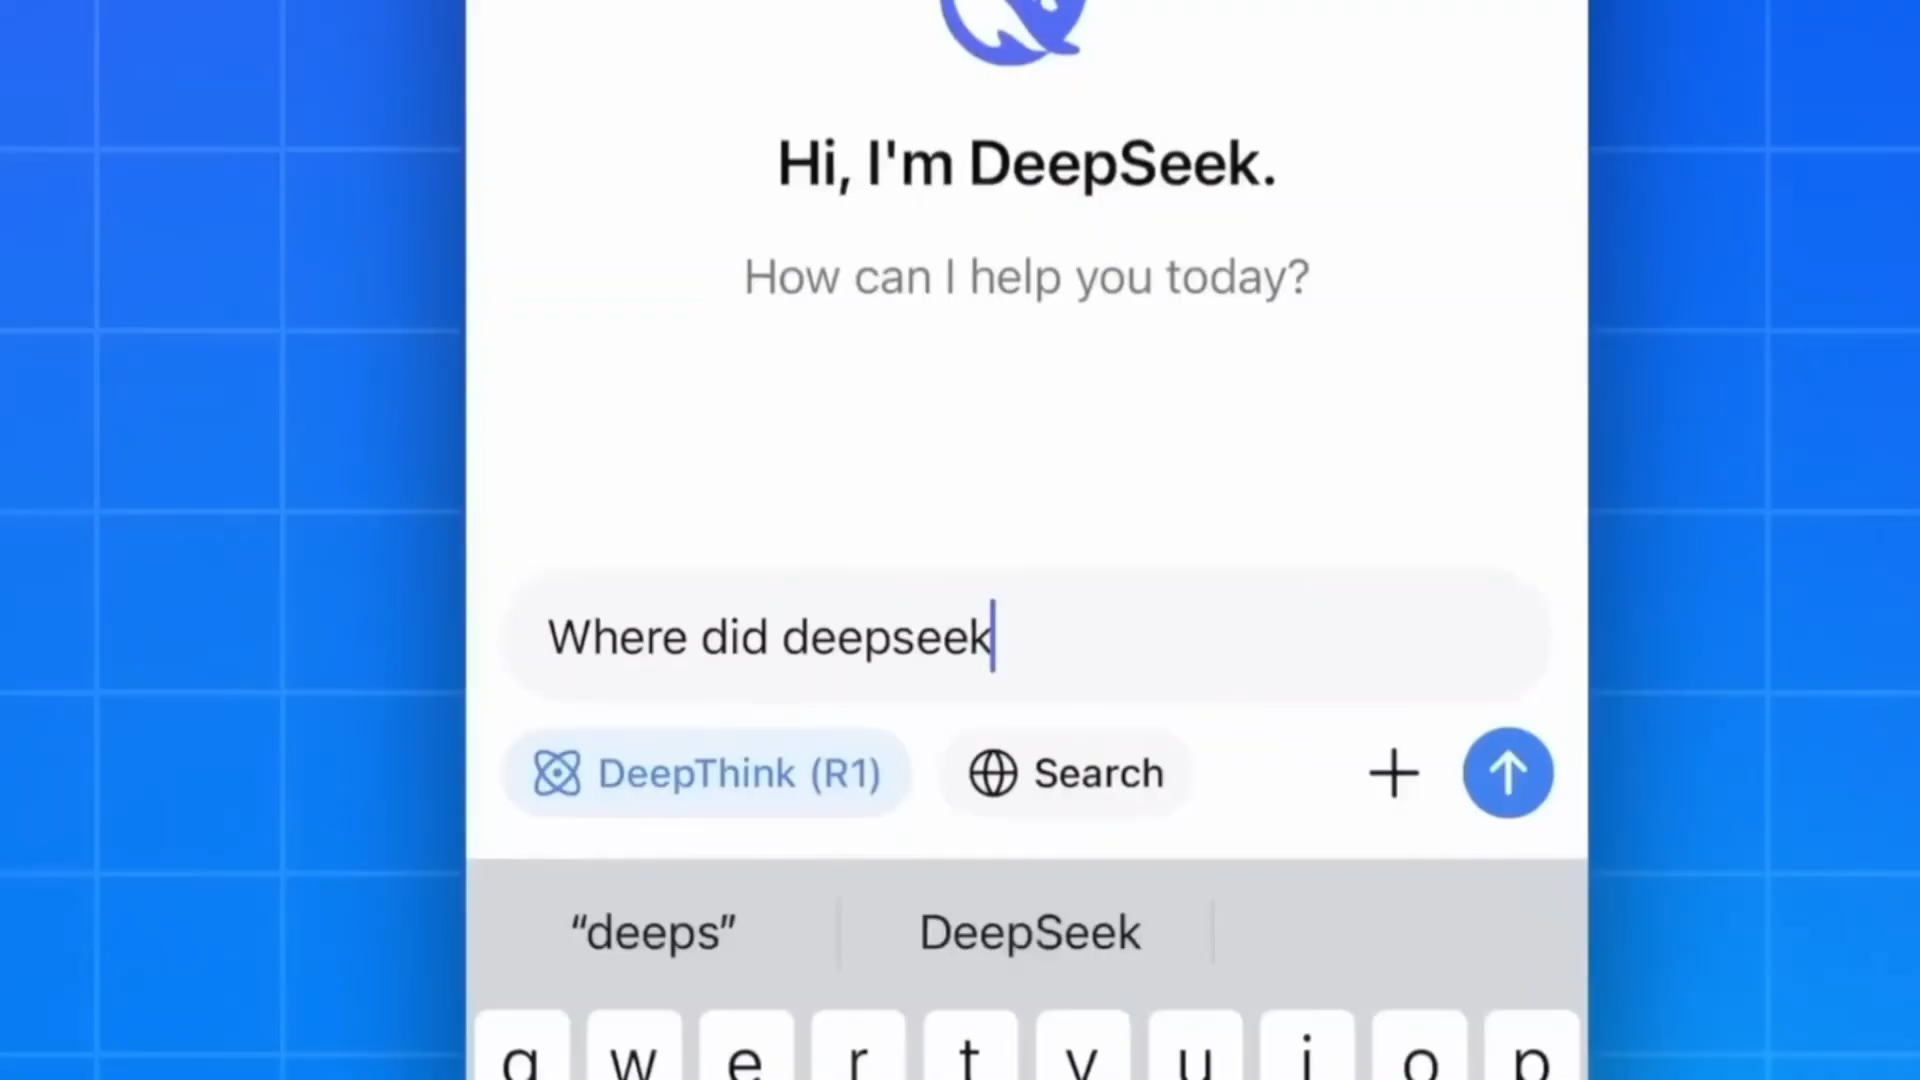 Hi, I'm DeepSeek.
How can I help you today?
Where did deepseek
DeepThink (R1) Search
“deeps” DeepSeek
q w e r t y u i o p